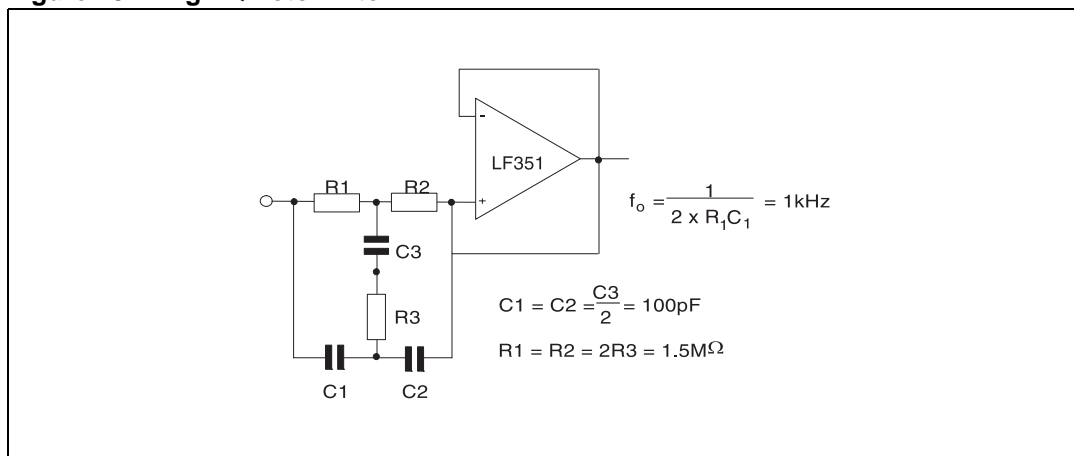 -
LF351
+
R1
R2
C3
R3
C1
C2
f_o = 1 / 2 x R_1C_1 = 1kHz
C1 = C2 = C3 / 2 = 100pF
R1 = R2 = 2R3 = 1.5MΩ